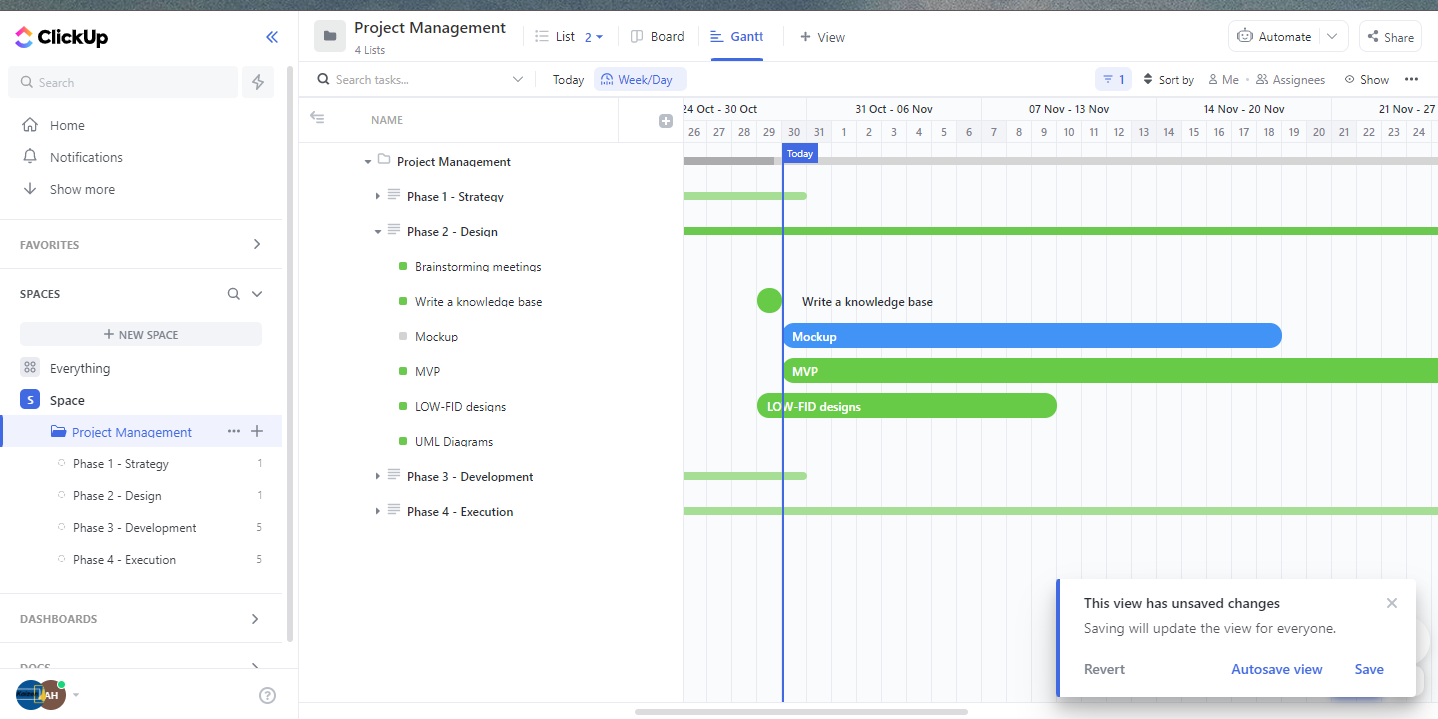 ClickUp
Search
Home
Notifications
Show more
FAVORITES
SPACES
+ NEW SPACE
Everything
S Space
Project Management
Phase 1 - Strategy 1
Phase 2 - Design 1
Phase 3 - Development 5
Phase 4 - Execution 5
DASHBOARDS
DOCS
AH
?
Project Management
4 Lists
List 2
Board
Gantt
+ View
Automate
Share
Search tasks...
Today
Week/Day
1
Sort by
Me
Assignees
Show
NAME
24 Oct - 30 Oct 31 Oct - 06 Nov 07 Nov - 13 Nov 14 Nov - 20 Nov 21 Nov - 27
26 27 28 29 30 31 1 2 3 4 5 6 7 8 9 10 11 12 13 14 15 16 17 18 19 20 21 22 23 24
Today
Project Management
Phase 1 - Strategy
Phase 2 - Design
Brainstorming meetings
Write a knowledge base Write a knowledge base
Mockup Mockup
MVP MVP
LOW-FID designs LOW-FID designs
UML Diagrams
Phase 3 - Development
Phase 4 - Execution
This view has unsaved changes
Saving will update the view for everyone.
Revert Autosave view Save